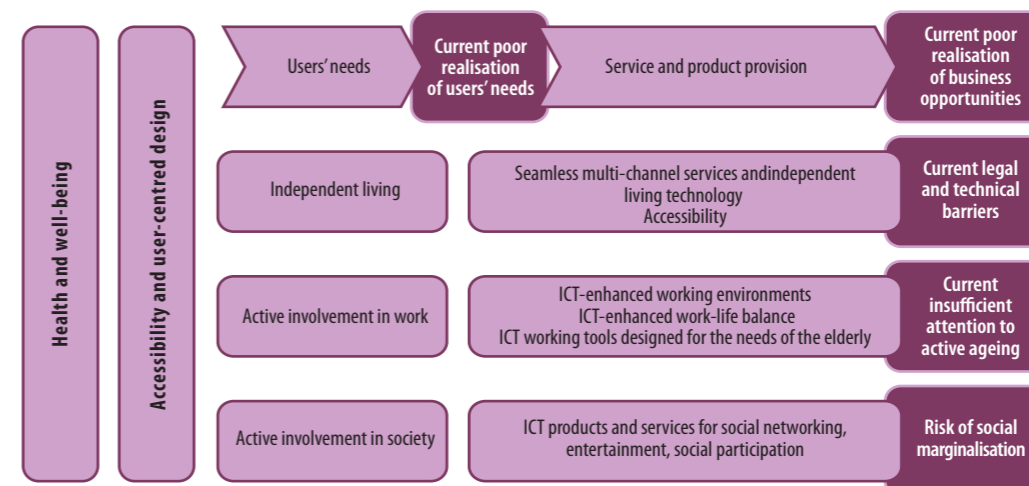 Health and well-being
Accessibility and user-centred design
Users’ needs
Current poor
realisation
of users’ needs
Service and product provision
Current poor
realisation
of business
opportunities
Independent living
Seamless multi-channel services andindependent
living technology
Accessibility
Current legal
and technical
barriers
Active involvement in work
ICT-enhanced working environments
ICT-enhanced work-life balance
ICT working tools designed for the needs of the elderly
Current
insufficient
attention to
active ageing
Active involvement in society
ICT products and services for social networking,
entertainment, social participation
Risk of social
marginalisation